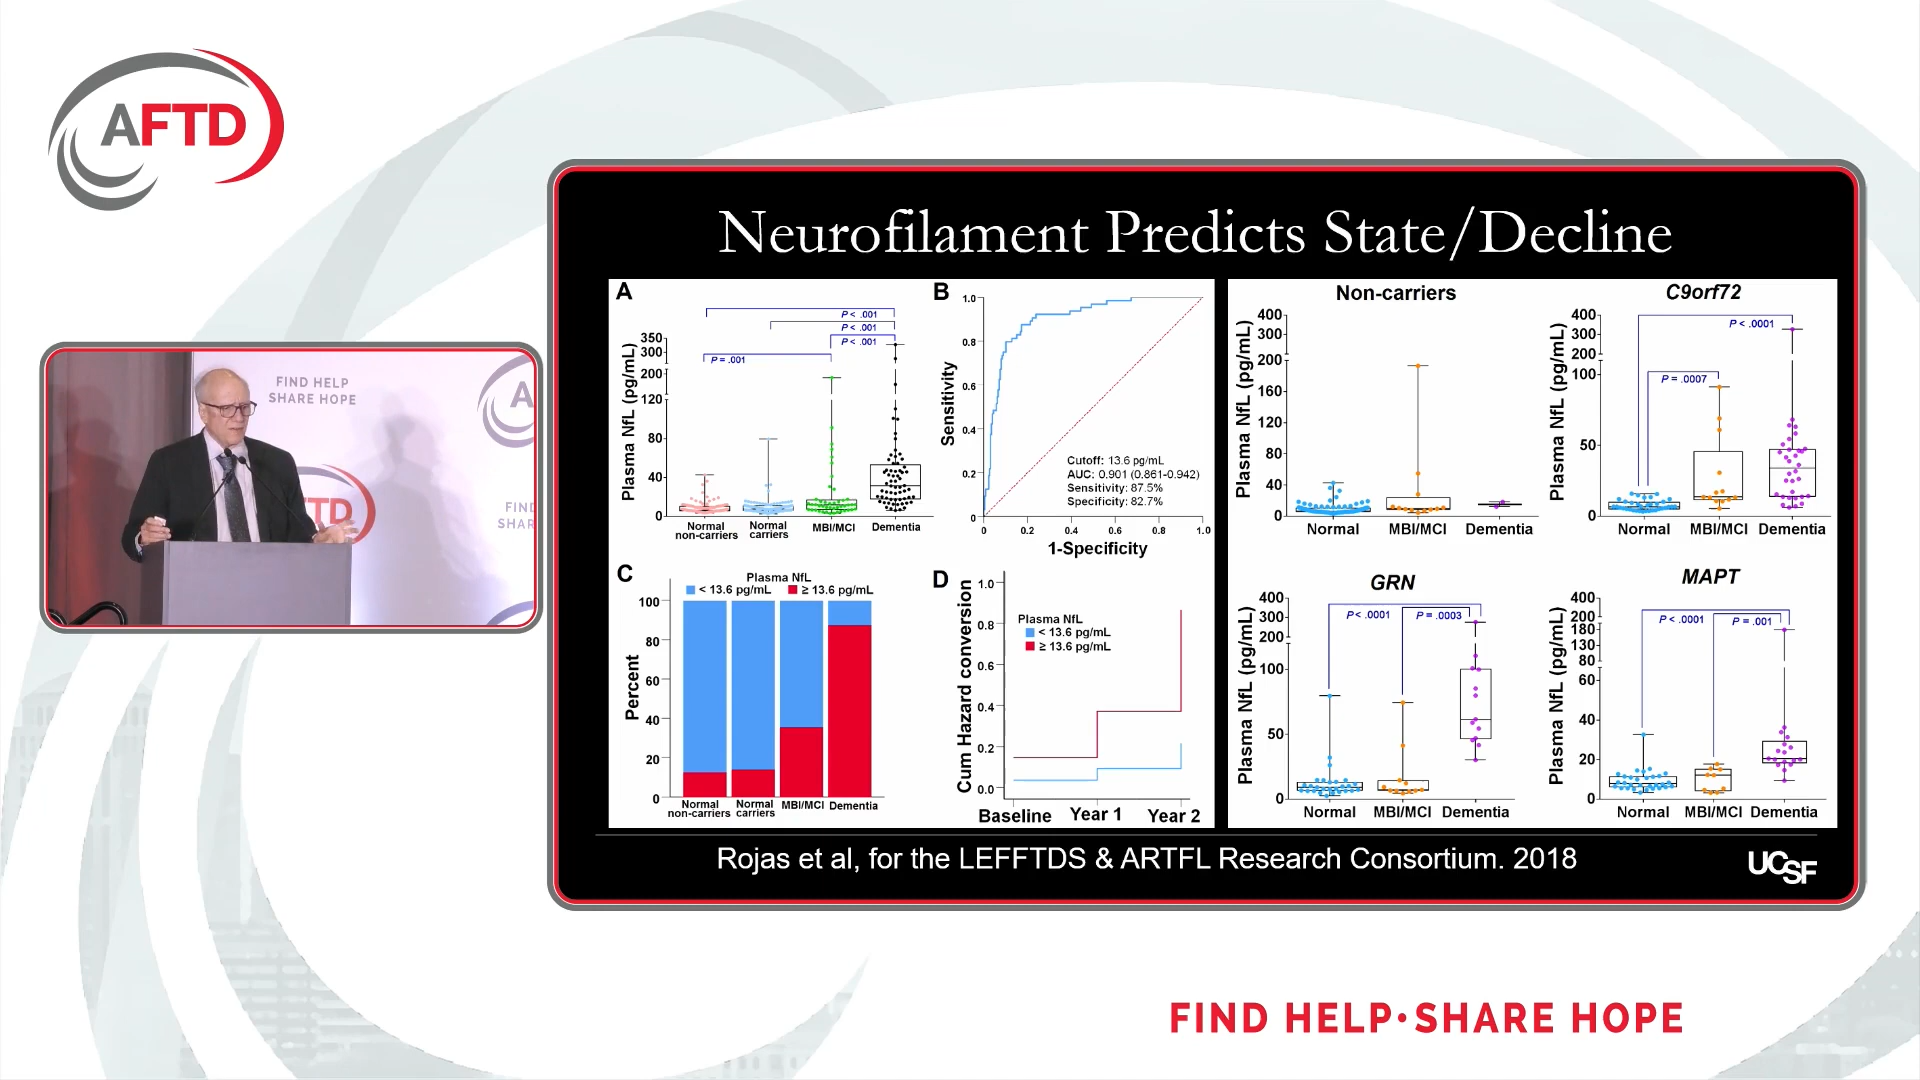 AFTD
FIND HELP
SHARE HOPE
A
TD
FIND
SHAR
Neurofilament Predicts State/Decline
A
P < .001
P < .001
P < .001
P = .001
Plasma NfL (pg/mL)
350
300
200
120
80
40
0
Normal non-carriers
Normal carriers
MBI/MCI
Dementia
B
Sensitivity
1.0
0.8
0.6
0.4
0.2
0
Cutoff: 13.6 pg/mL
AUC: 0.901 (0.861-0.942)
Sensitivity: 87.5%
Specificity: 82.7%
0 0.2 0.4 0.6 0.8 1.0
1-Specificity
C
Plasma NfL
< 13.6 pg/mL ≥ 13.6 pg/mL
Percent
100
80
60
40
20
0
Normal non-carriers
Normal carriers
MBI/MCI
Dementia
D
Cum Hazard conversion
1.0
0.8
0.6
0.4
0.2
0.0
Plasma NfL
< 13.6 pg/mL
≥ 13.6 pg/mL
Baseline Year 1 Year 2
Non-carriers
Plasma NfL (pg/mL)
400
300
200
160
120
80
40
0
Normal MBI/MCI Dementia
C9orf72
P < .0001
P = .0007
Plasma NfL (pg/mL)
400
300
200
100
50
0
Normal MBI/MCI Dementia
GRN
P < .0001 P = .0003
Plasma NfL (pg/mL)
400
300
200
100
50
0
Normal MBI/MCI Dementia
MAPT
P < .0001 P = .001
Plasma NfL (pg/mL)
400
200
180
130
80
60
40
20
0
Normal MBI/MCI Dementia
Rojas et al, for the LEFFTDS & ARTFL Research Consortium. 2018
UCSF
FIND HELP•SHARE HOPE